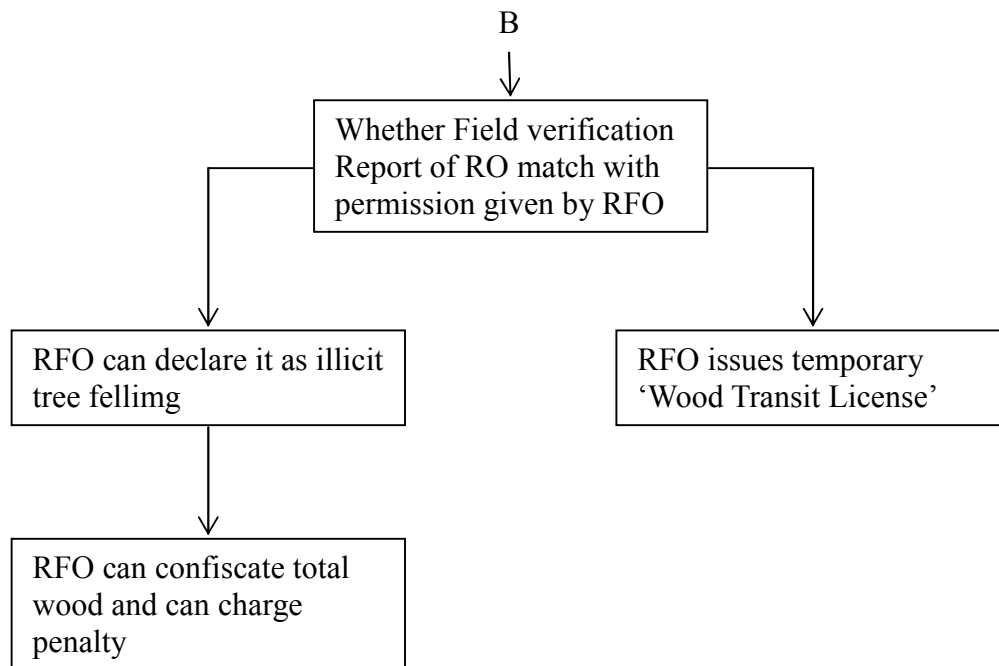 B
Whether Field verification
Report of RO match with
permission given by RFO
RFO can declare it as illicit
tree fellimg
RFO issues temporary
‘Wood Transit License’
RFO can confiscate total
wood and can charge
penalty